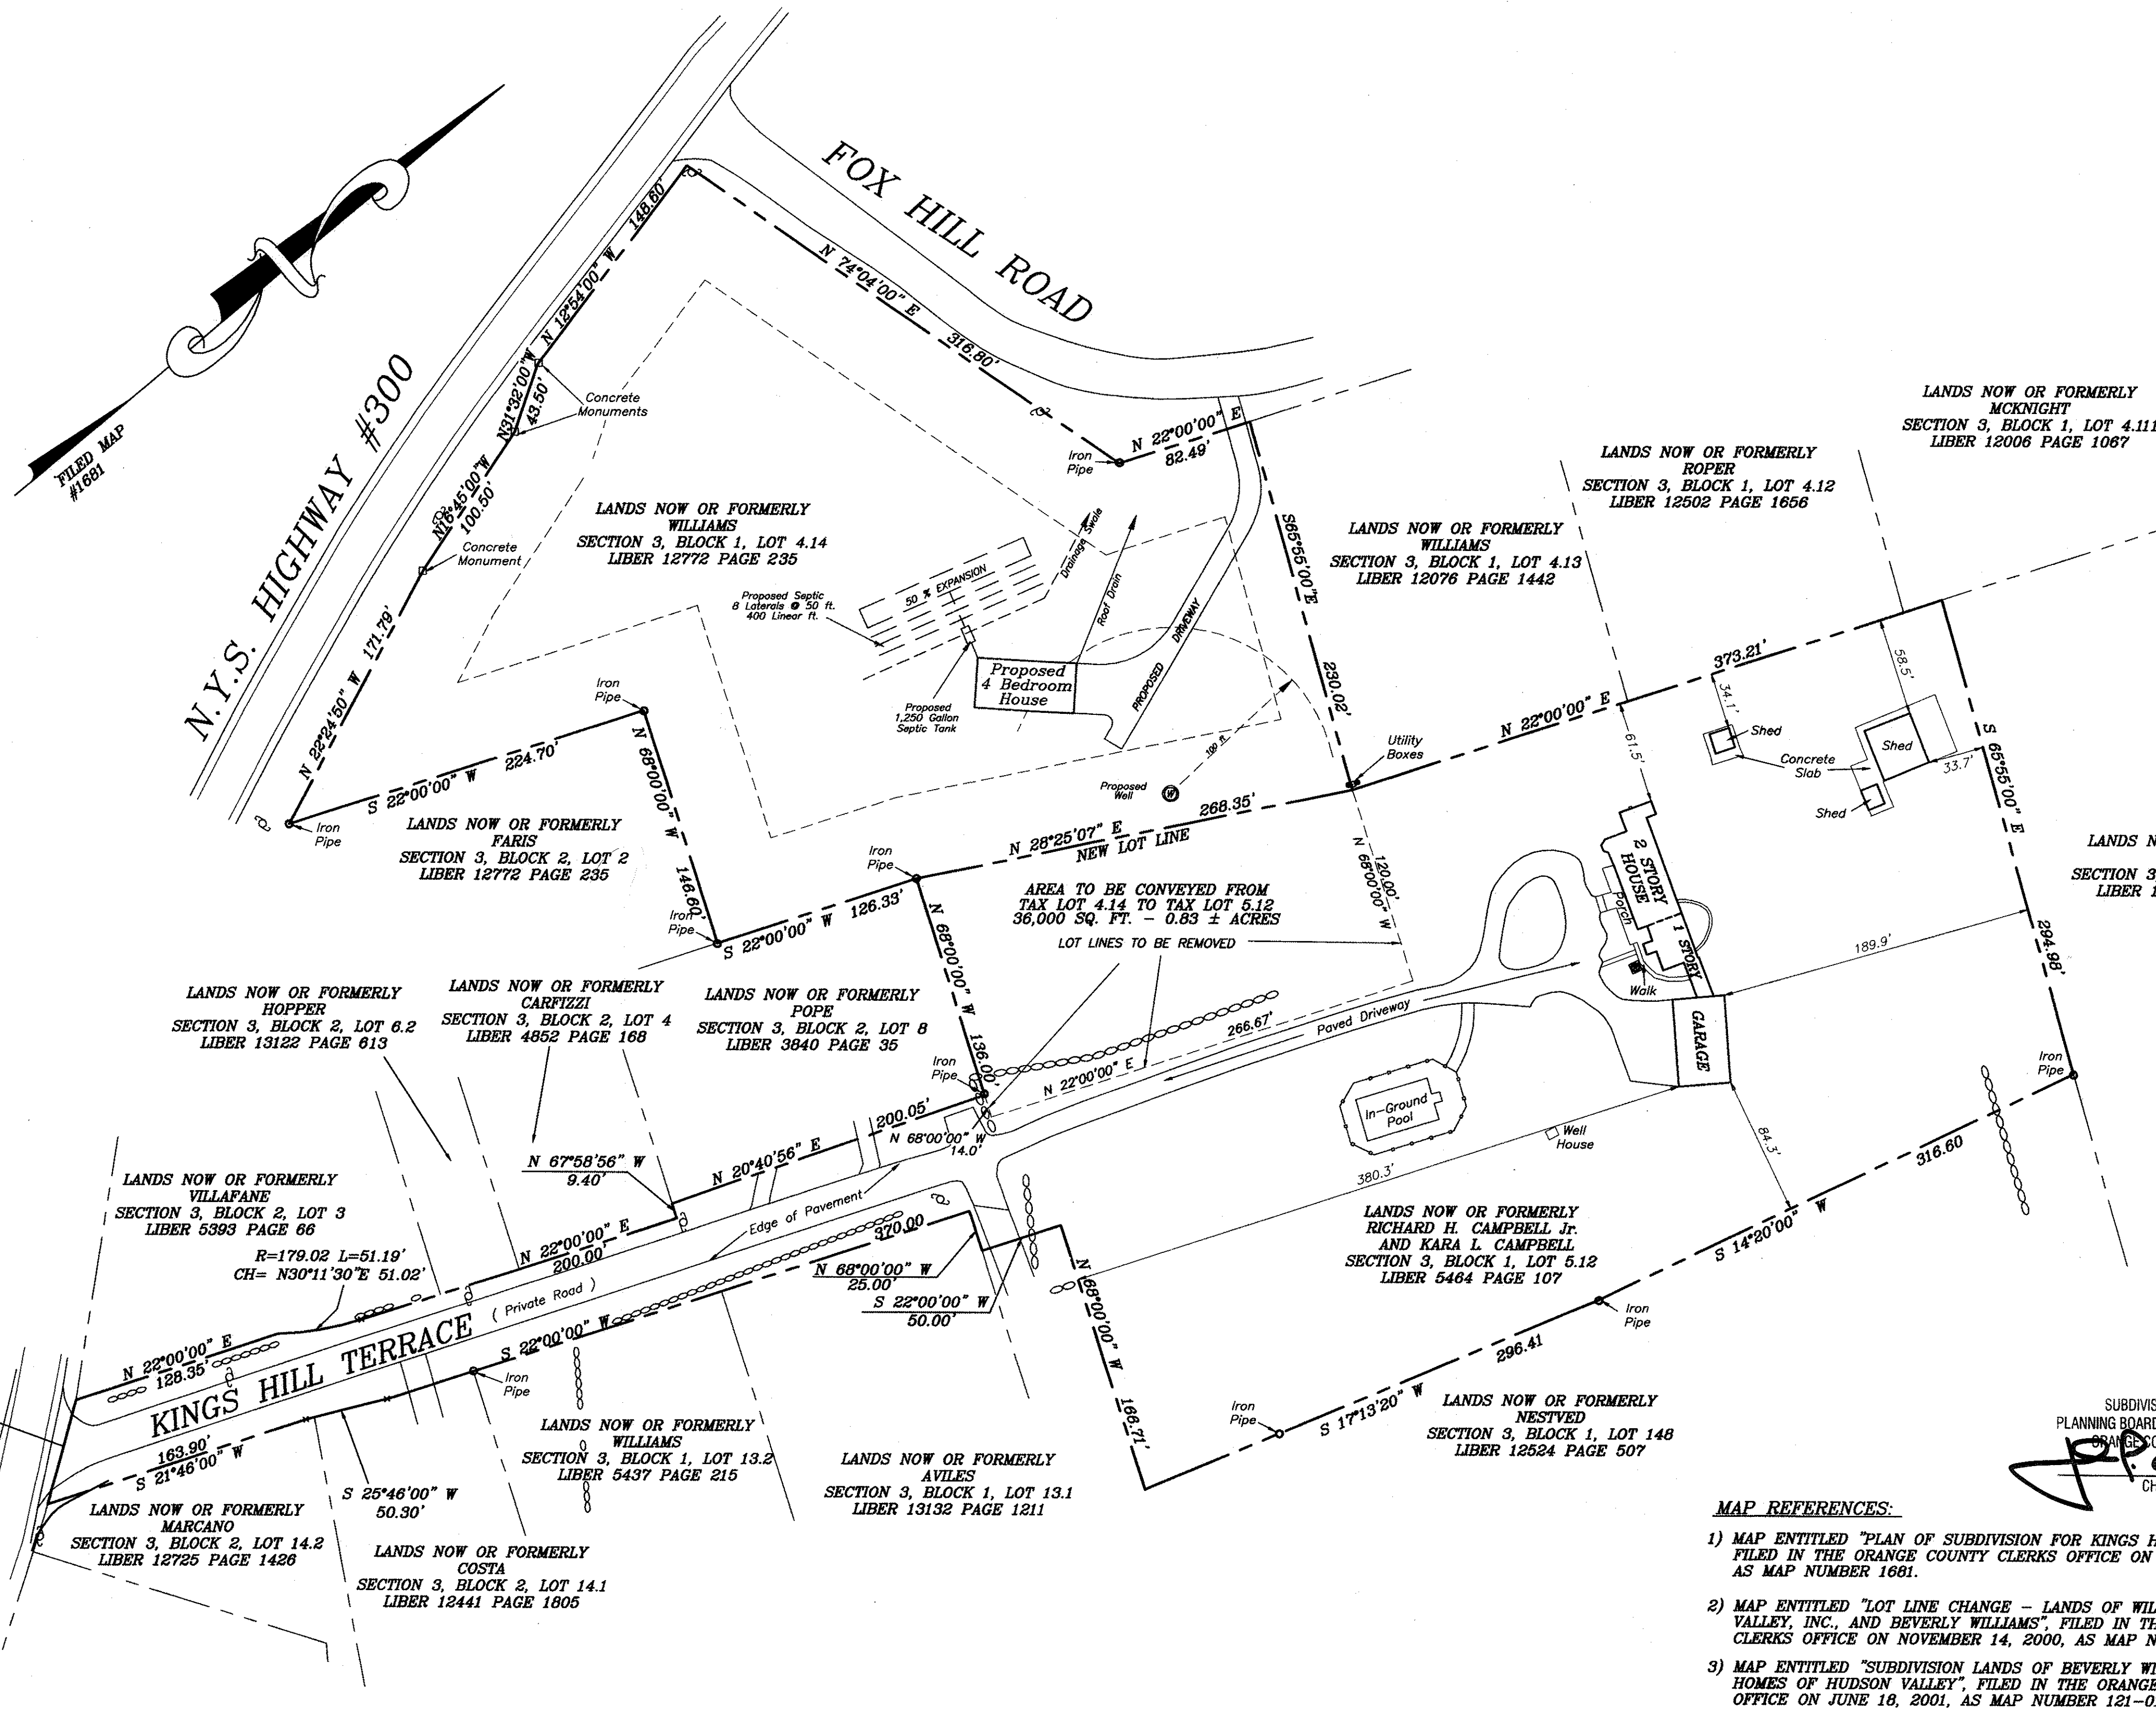 FILED MAP
#1681
N.Y.S. HIGHWAY #300
FOX HILL ROAD
N 12°54'00" W 148.60'
N 74°04'00" E 316.80'
N31°32'00"W
43.50'
Concrete
Monuments
N16°45'00"W
100.50'
Concrete
Monument
N 22°24'50" W 171.79'
Iron
Pipe
N 22°00'00" E
82.49'
LANDS NOW OR FORMERLY
WILLIAMS
SECTION 3, BLOCK 1, LOT 4.14
LIBER 12772 PAGE 235
LANDS NOW OR FORMERLY
WILLIAMS
SECTION 3, BLOCK 1, LOT 4.13
LIBER 12076 PAGE 1442
LANDS NOW OR FORMERLY
ROPER
SECTION 3, BLOCK 1, LOT 4.12
LIBER 12502 PAGE 1656
LANDS NOW OR FORMERLY
MCKNIGHT
SECTION 3, BLOCK 1, LOT 4.111
LIBER 12006 PAGE 1067
50 % EXPANSION
Proposed Septic
8 Laterals @ 50 ft.
400 Linear ft.
Drainage Swale
Roof Drain
PROPOSED DRIVEWAY
Proposed
4 Bedroom
House
Proposed
1,250 Gallon
Septic Tank
100 ft
Proposed
Well
W
S65°55'00"E 230.02'
Utility
Boxes
N 22°00'00" E 373.21'
34.1'
58.5'
61.5'
33.7'
Shed
Shed
Shed
Concrete
Slab
S 65°55'00" E 294.98'
Iron
Pipe
S 22°00'00" W 224.70'
Iron
Pipe
LANDS NOW OR FORMERLY
FARIS
SECTION 3, BLOCK 2, LOT 2
LIBER 12772 PAGE 235
N 68°00'00" W 146.60'
Iron
Pipe
S 22°00'00" W 126.33'
Iron
Pipe
N 28°25'07" E 268.35'
NEW LOT LINE
AREA TO BE CONVEYED FROM
TAX LOT 4.14 TO TAX LOT 5.12
36,000 SQ. FT. - 0.83 ± ACRES
LOT LINES TO BE REMOVED
120.00'
N 68°00'00" W
2 STORY
HOUSE
Porch
1 STORY
Walk
GARAGE
189.9'
LANDS N
SECTION 3,
LIBER 1
LANDS NOW OR FORMERLY
HOPPER
SECTION 3, BLOCK 2, LOT 6.2
LIBER 13122 PAGE 613
LANDS NOW OR FORMERLY
CARFIZZI
SECTION 3, BLOCK 2, LOT 4
LIBER 4852 PAGE 168
LANDS NOW OR FORMERLY
POPE
SECTION 3, BLOCK 2, LOT 8
LIBER 3840 PAGE 35
N 68°00'00" W 136.00'
Iron
Pipe
N 22°00'00" E 266.67'
Paved Driveway
In-Ground
Pool
Well
House
380.3'
84.3'
Iron
Pipe
S 14°20'00" W 316.60
N 68°00'00" W
14.0'
N 20°40'56" E 200.05'
N 67°58'56" W
9.40'
Edge of Pavement
LANDS NOW OR FORMERLY
VILLAFANE
SECTION 3, BLOCK 2, LOT 3
LIBER 5393 PAGE 66
R=179.02 L=51.19'
CH= N30°11'30"E 51.02'
N 22°00'00" E
200.00'
N 22°00'00" E
128.35'
KINGS HILL TERRACE ( Private Road )
S 22°00'00" W 370.00
N 68°00'00" W
25.00'
S 22°00'00" W
50.00'
N 68°00'00" W 166.71'
LANDS NOW OR FORMERLY
RICHARD H. CAMPBELL Jr.
AND KARA L. CAMPBELL
SECTION 3, BLOCK 1, LOT 5.12
LIBER 5464 PAGE 107
Iron
Pipe
Iron
Pipe
S 17°13'20" W 296.41
LANDS NOW OR FORMERLY
NESTVED
SECTION 3, BLOCK 1, LOT 148
LIBER 12524 PAGE 507
Iron
Pipe
163.90'
S 21°46'00" W
S 25°46'00" W
50.30'
LANDS NOW OR FORMERLY
WILLIAMS
SECTION 3, BLOCK 1, LOT 13.2
LIBER 5437 PAGE 215
LANDS NOW OR FORMERLY
AVILES
SECTION 3, BLOCK 1, LOT 13.1
LIBER 13132 PAGE 1211
LANDS NOW OR FORMERLY
MARCANO
SECTION 3, BLOCK 2, LOT 14.2
LIBER 12725 PAGE 1426
LANDS NOW OR FORMERLY
COSTA
SECTION 3, BLOCK 2, LOT 14.1
LIBER 12441 PAGE 1805
SUBDIVIS
PLANNING BOARD
ORANGE CO
CH
MAP REFERENCES:
1) MAP ENTITLED "PLAN OF SUBDIVISION FOR KINGS H
FILED IN THE ORANGE COUNTY CLERKS OFFICE ON
AS MAP NUMBER 1681.
2) MAP ENTITLED "LOT LINE CHANGE - LANDS OF WIL
VALLEY, INC., AND BEVERLY WILLIAMS", FILED IN TH
CLERKS OFFICE ON NOVEMBER 14, 2000, AS MAP N
3) MAP ENTITLED "SUBDIVISION LANDS OF BEVERLY WI
HOMES OF HUDSON VALLEY", FILED IN THE ORANGE
OFFICE ON JUNE 18, 2001, AS MAP NUMBER 121-0